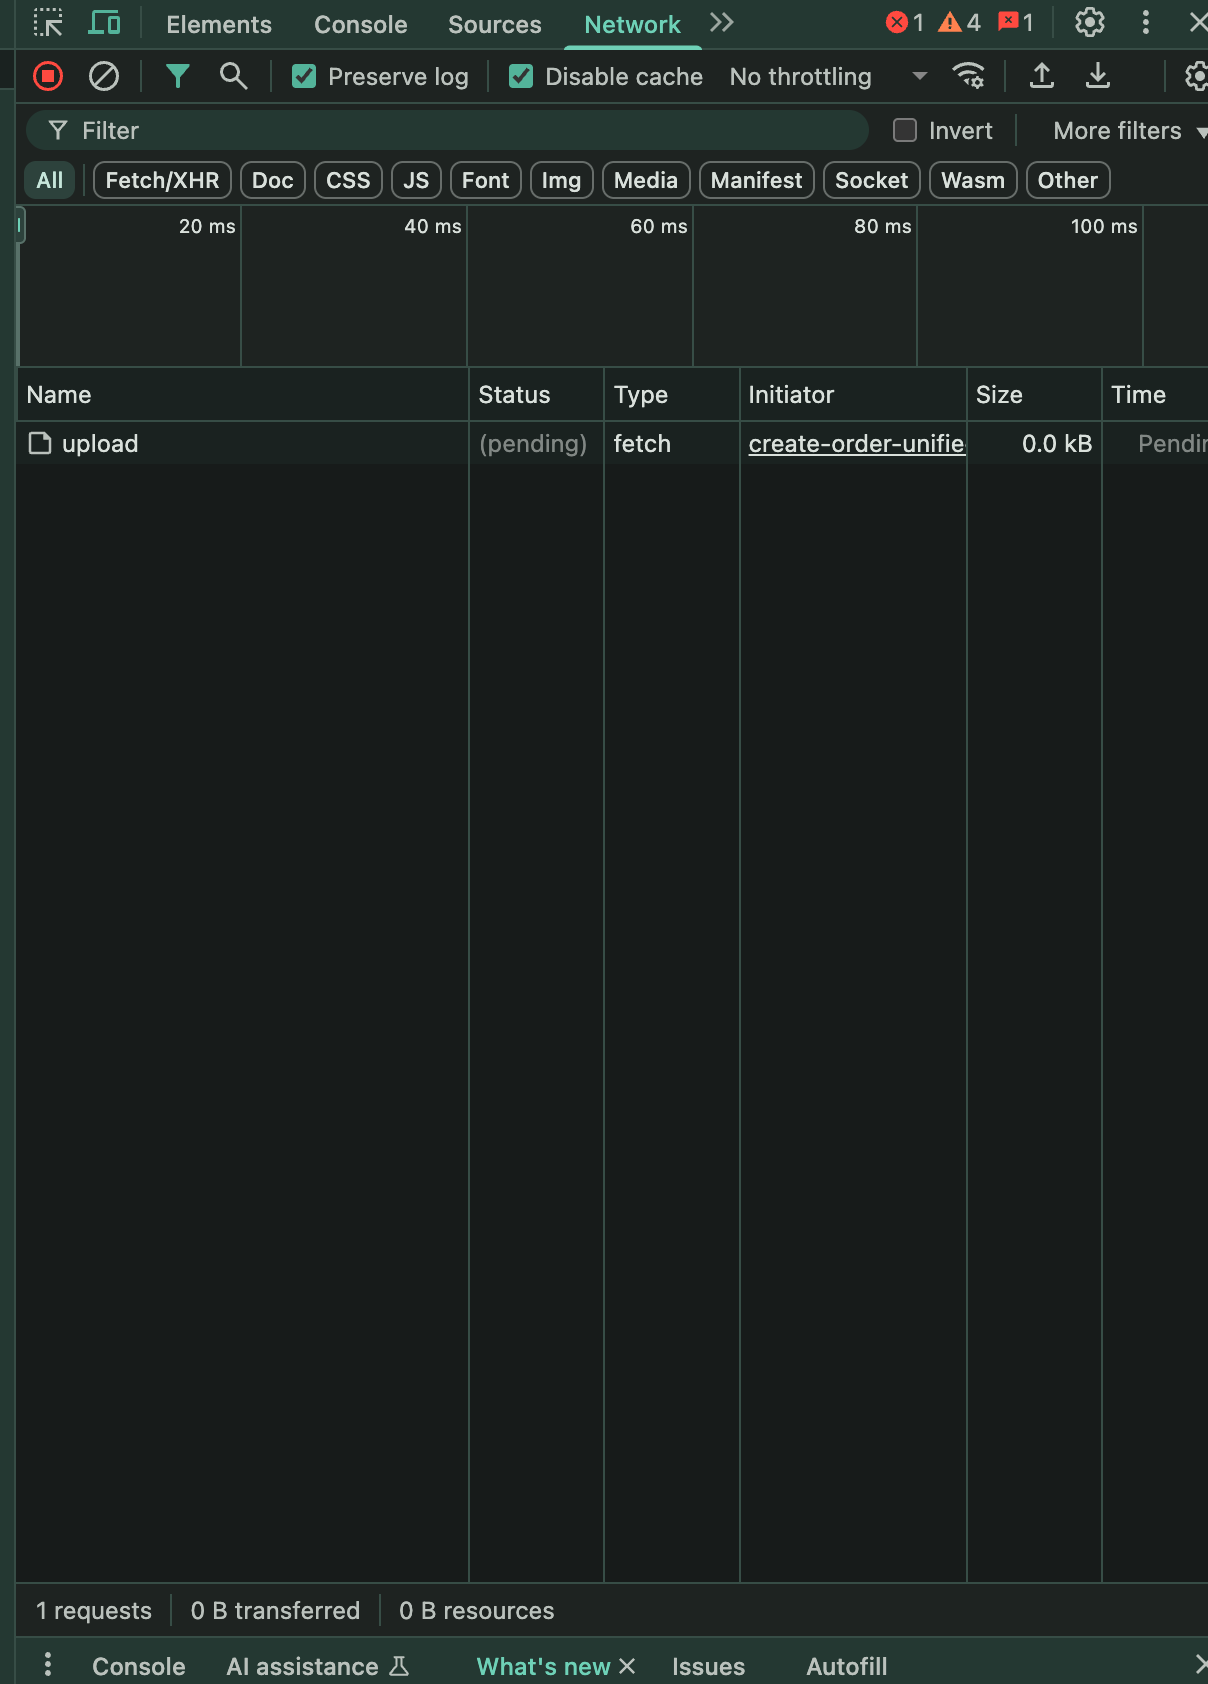 Elements Console Sources Network 1 4 1
Preserve log Disable cache No throttling
Filter Invert More filters
All Fetch/XHR Doc CSS JS Font Img Media Manifest Socket Wasm Other
20 ms 40 ms 60 ms 80 ms 100 ms
Name Status Type Initiator Size Time
upload (pending) fetch create-order-unifie 0.0 kB Pendin
1 requests 0 B transferred 0 B resources
Console AI assistance What's new Issues Autofill